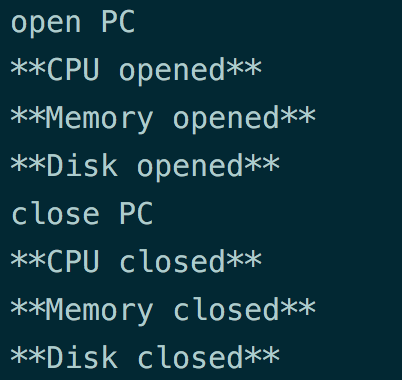 open PC
**CPU opened**
**Memory opened**
**Disk opened**
close PC
**CPU closed**
**Memory closed**
**Disk closed**